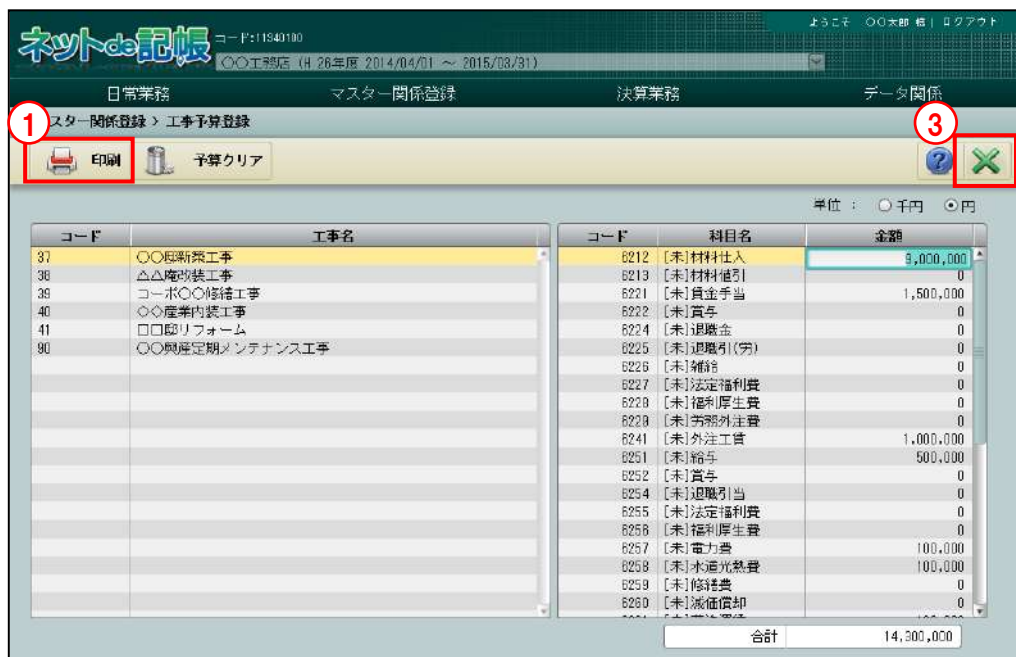 ようこそ ○○太郎 様 | ログアウト
ネットde記帳 コード:11940100
○○工務店 (H 26年度 2014/04/01 ~ 2015/03/31)
日常業務 マスター関係登録 決算業務 データ関係
1 スター関係登録 > 工事予算登録 3
印刷 予算クリア ?
単位 : ○千円 ⦿円
コード 工事名 コード 科目名 金額
37 ○○邸新築工事 6212 [未]材料仕入 9,000,000
38 △△庵改装工事 6213 [未]材料値引 0
39 コーポ○○修繕工事 6221 [未]賃金手当 1,500,000
40 ◇◇産業内装工事 6222 [未]賞与 0
41 □□邸リフォーム 6224 [未]退職金 0
90 ○○興産定期メンテナンス工事 6225 [未]退職引(労) 0
6226 [未]雑給 0
6227 [未]法定福利費 0
6228 [未]福利厚生費 0
6229 [未]労務外注費 0
6241 [未]外注工賃 1,000,000
6251 [未]給与 500,000
6252 [未]賞与 0
6254 [未]退職引当 0
6255 [未]法定福利費 0
6256 [未]福利厚生費 0
6257 [未]電力費 100,000
6258 [未]水道光熱費 100,000
6259 [未]修繕費 0
6260 [未]減価償却 0
合計 14,300,000